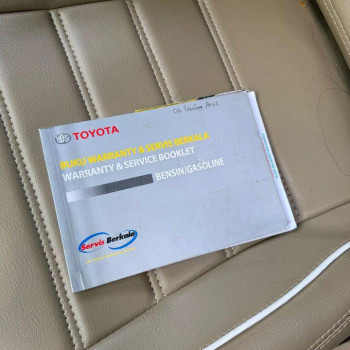 TOYOTA
BUKU WARRANTY & SERVIS BERKALA
WARRANTY & SERVICE BOOKLET
BENSIN/GASOLINE
Servis Berkala